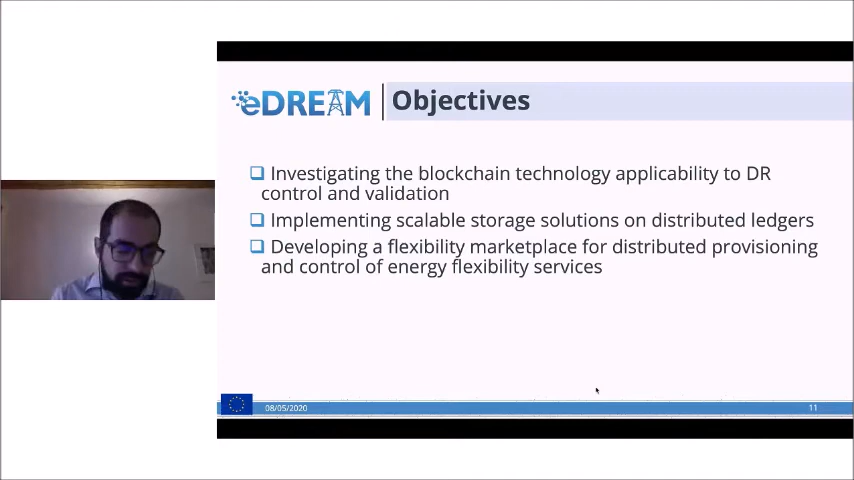 eDREAM
Objectives
Investigating the blockchain technology applicability to DR
control and validation
Implementing scalable storage solutions on distributed ledgers
Developing a flexibility marketplace for distributed provisioning
and control of energy flexibility services
08/05/2020
11